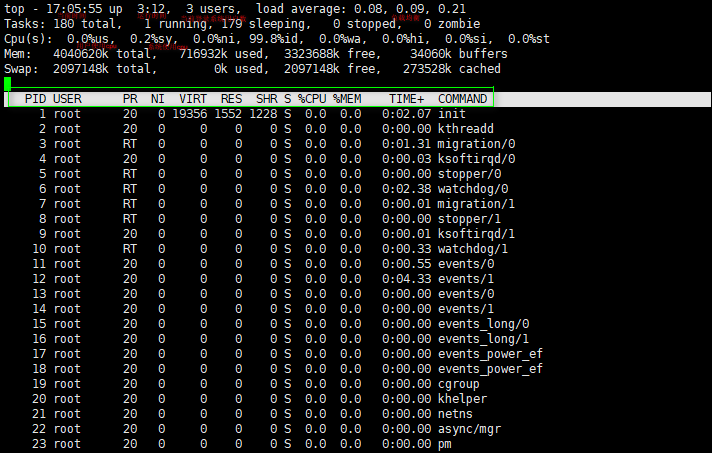 top - 17:05:55 up  3:12,  3 users,  load average: 0.08, 0.09, 0.21
Tasks: 180 total,   1 running, 179 sleeping,   0 stopped,   0 zombie
Cpu(s):  0.0%us,  0.2%sy,  0.0%ni, 99.8%id,  0.0%wa,  0.0%hi,  0.0%si,  0.0%st
Mem:   4040620k total,   716932k used,  3323688k free,    34060k buffers
Swap:  2097148k total,        0k used,  2097148k free,   273528k cached
PID USER      PR  NI  VIRT  RES  SHR S %CPU %MEM    TIME+  COMMAND
1 root      20   0 19356 1552 1228 S  0.0  0.0   0:02.07 init
2 root      20   0     0    0    0 S  0.0  0.0   0:00.00 kthreadd
3 root      RT   0     0    0    0 S  0.0  0.0   0:01.31 migration/0
4 root      20   0     0    0    0 S  0.0  0.0   0:00.03 ksoftirqd/0
5 root      RT   0     0    0    0 S  0.0  0.0   0:00.00 stopper/0
6 root      RT   0     0    0    0 S  0.0  0.0   0:02.38 watchdog/0
7 root      RT   0     0    0    0 S  0.0  0.0   0:00.01 migration/1
8 root      RT   0     0    0    0 S  0.0  0.0   0:00.00 stopper/1
9 root      20   0     0    0    0 S  0.0  0.0   0:00.01 ksoftirqd/1
10 root      RT   0     0    0    0 S  0.0  0.0   0:00.33 watchdog/1
11 root      20   0     0    0    0 S  0.0  0.0   0:00.55 events/0
12 root      20   0     0    0    0 S  0.0  0.0   0:04.33 events/1
13 root      20   0     0    0    0 S  0.0  0.0   0:00.00 events/0
14 root      20   0     0    0    0 S  0.0  0.0   0:00.00 events/1
15 root      20   0     0    0    0 S  0.0  0.0   0:00.00 events_long/0
16 root      20   0     0    0    0 S  0.0  0.0   0:00.00 events_long/1
17 root      20   0     0    0    0 S  0.0  0.0   0:00.00 events_power_ef
18 root      20   0     0    0    0 S  0.0  0.0   0:00.00 events_power_ef
19 root      20   0     0    0    0 S  0.0  0.0   0:00.00 cgroup
20 root      20   0     0    0    0 S  0.0  0.0   0:00.00 khelper
21 root      20   0     0    0    0 S  0.0  0.0   0:00.00 netns
22 root      20   0     0    0    0 S  0.0  0.0   0:00.00 async/mgr
23 root      20   0     0    0    0 S  0.0  0.0   0:00.00 pm